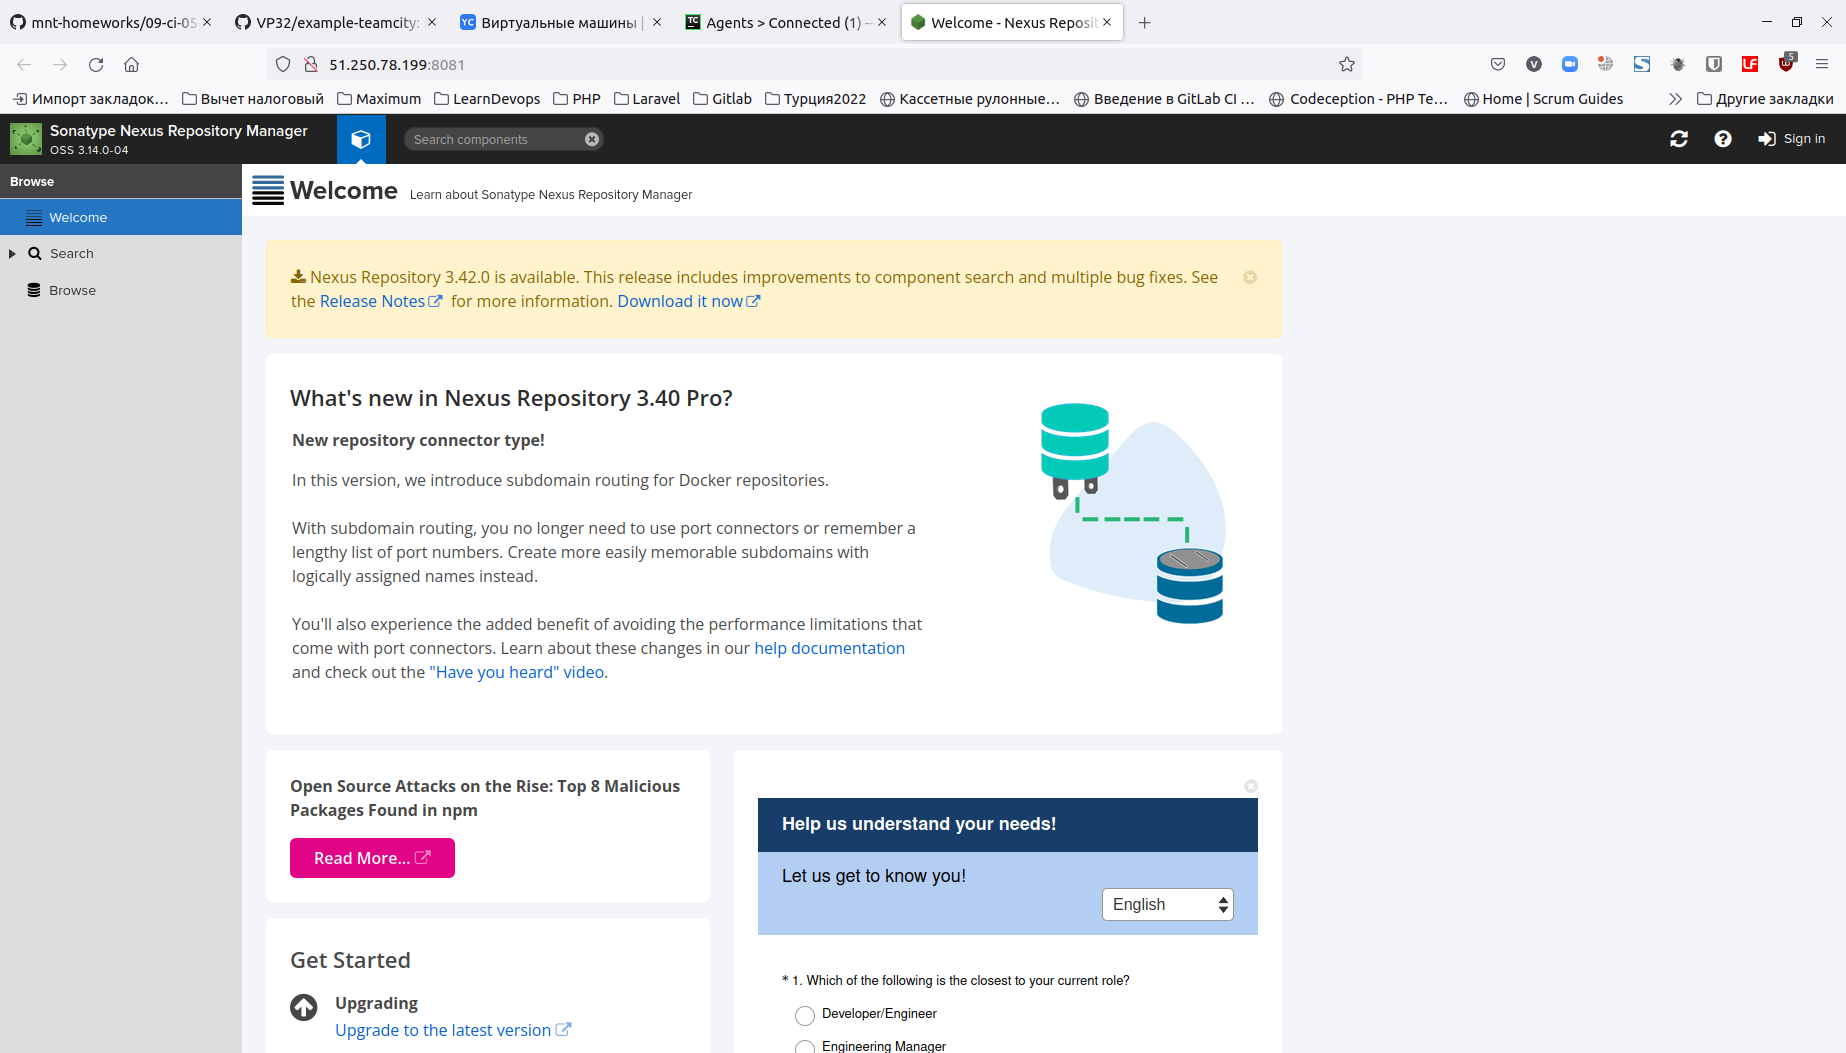 mnt-homeworks/09-ci-05
VP32/example-teamcity:
YC Виртуальные машины |
TC Agents > Connected (1) –
Welcome - Nexus Reposit
51.250.78.199:8081
V
S
LF
5
Импорт закладок…
Вычет налоговый
Maximum
LearnDevops
PHP
Laravel
Gitlab
Турция2022
Кассетные рулонные…
Введение в GitLab CI …
Codeception - PHP Te…
Home | Scrum Guides
Другие закладки
Sonatype Nexus Repository Manager
OSS 3.14.0-04
Search components
Sign in
Browse
Welcome
Search
Browse
Welcome Learn about Sonatype Nexus Repository Manager
Nexus Repository 3.42.0 is available. This release includes improvements to component search and multiple bug fixes. See
the Release Notes for more information. Download it now
What's new in Nexus Repository 3.40 Pro?
New repository connector type!
In this version, we introduce subdomain routing for Docker repositories.
With subdomain routing, you no longer need to use port connectors or remember a
lengthy list of port numbers. Create more easily memorable subdomains with
logically assigned names instead.
You'll also experience the added benefit of avoiding the performance limitations that
come with port connectors. Learn about these changes in our help documentation
and check out the "Have you heard" video.
Open Source Attacks on the Rise: Top 8 Malicious
Packages Found in npm
Read More...
Get Started
Upgrading
Upgrade to the latest version
Help us understand your needs!
Let us get to know you!
English
* 1. Which of the following is the closest to your current role?
Developer/Engineer
Engineering Manager